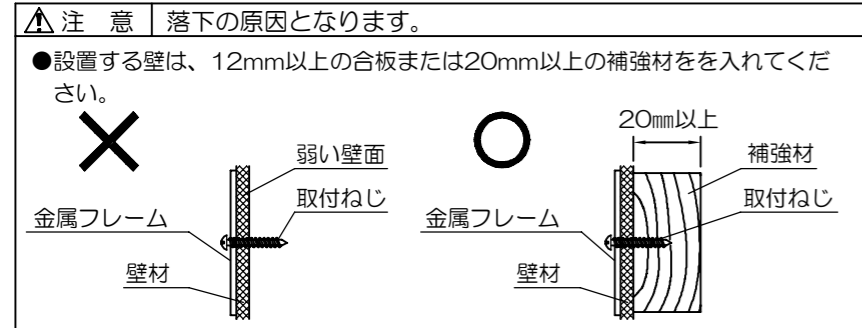 注 意 落下の原因となります。
●設置する壁は、12mm以上の合板または20mm以上の補強材をを入れてくだ
さい。
弱い壁面
取付ねじ
金属フレーム
壁材
20㎜以上
補強材
取付ねじ
金属フレーム
壁材